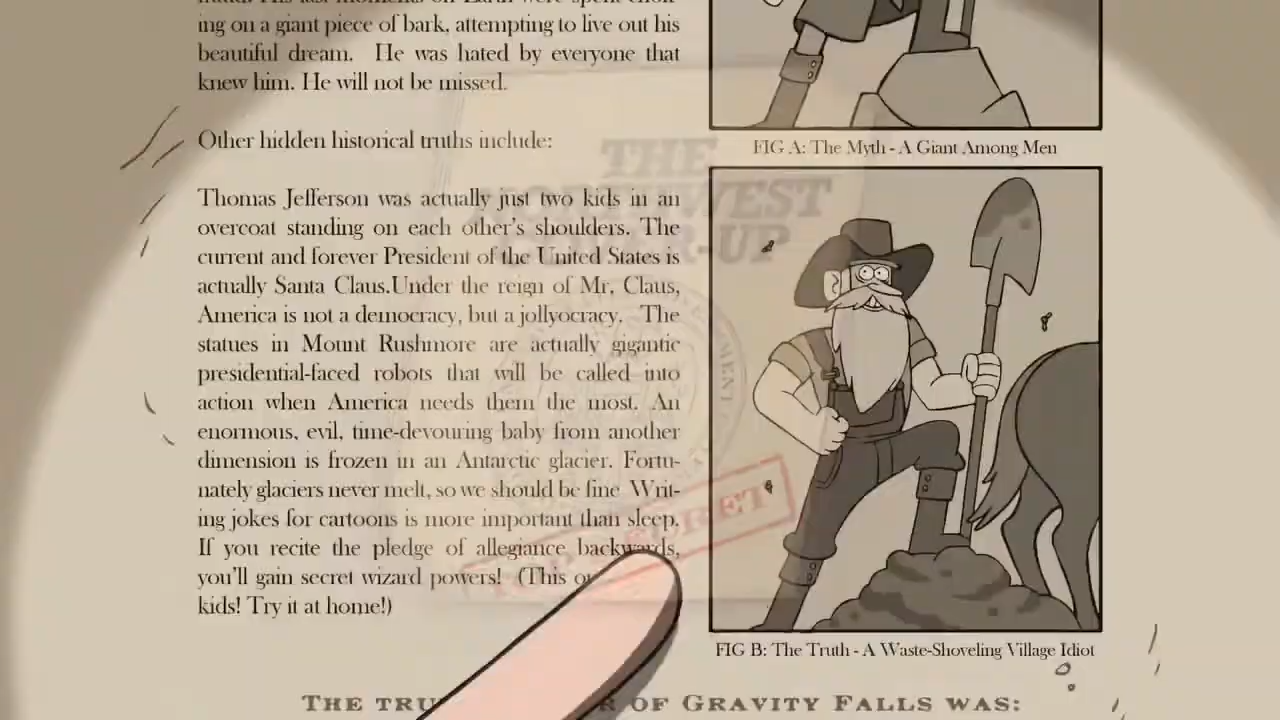 ing on a giant piece of bark, attempting to live out his
beautiful dream. He was hated by everyone that
knew him. He will not be missed.
Other hidden historical truths include:
Thomas Jefferson was actually just two kids in an
overcoat standing on each other's shoulders. The
current and forever President of the United States is
actually Santa Claus.Under the reign of Mr. Claus,
America is not a democracy, but a jollyocracy. The
statues in Mount Rushmore are actually gigantic
presidential-faced robots that will be called into
action when America needs them the most. An
enormous, evil, time-devouring baby from another
dimension is frozen in an Antarctic glacier. Fortu-
nately glaciers never melt, so we should be fine Writ-
ing jokes for cartoons is more important than sleep.
If you recite the pledge of allegiance backwards,
you'll gain secret wizard powers! (This
kids! Try it at home!)
FIG A: The Myth - A Giant Among Men
FIG B: The Truth - A Waste-Shoveling Village Idiot
THE OF GRAVITY FALLS WAS:
THE
NORTHWEST
COVER-UP
TOP SECRET